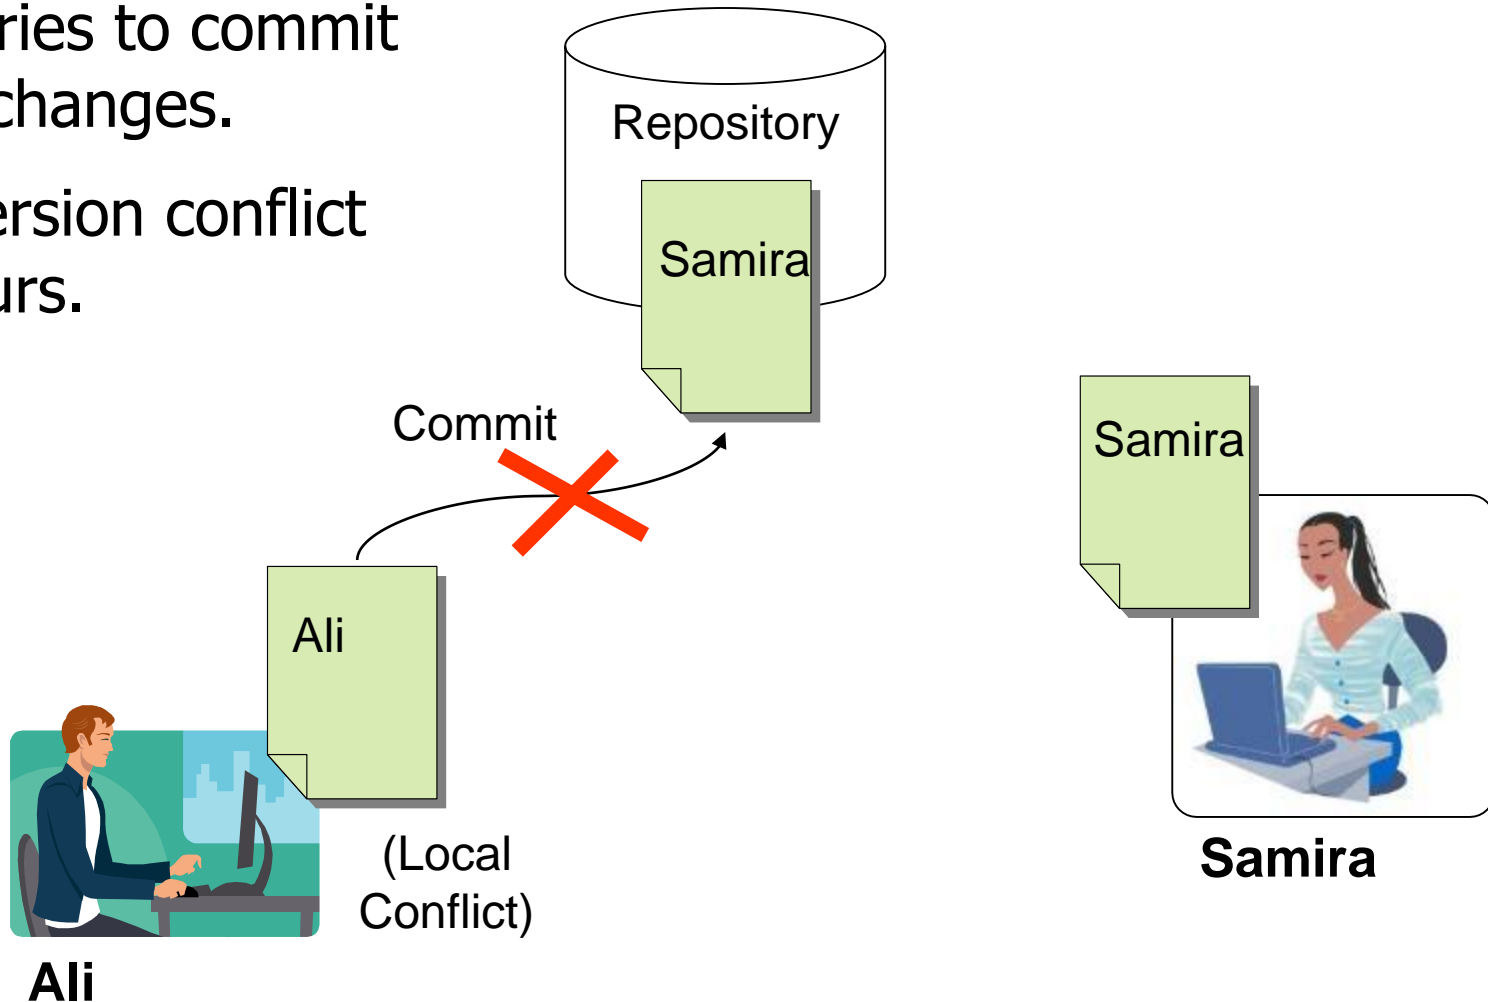 ries to commit
changes.
ersion conflict
urs.
Repository
Samira
Commit
Samira
Ali
(Local
Conflict)
Samira
Ali